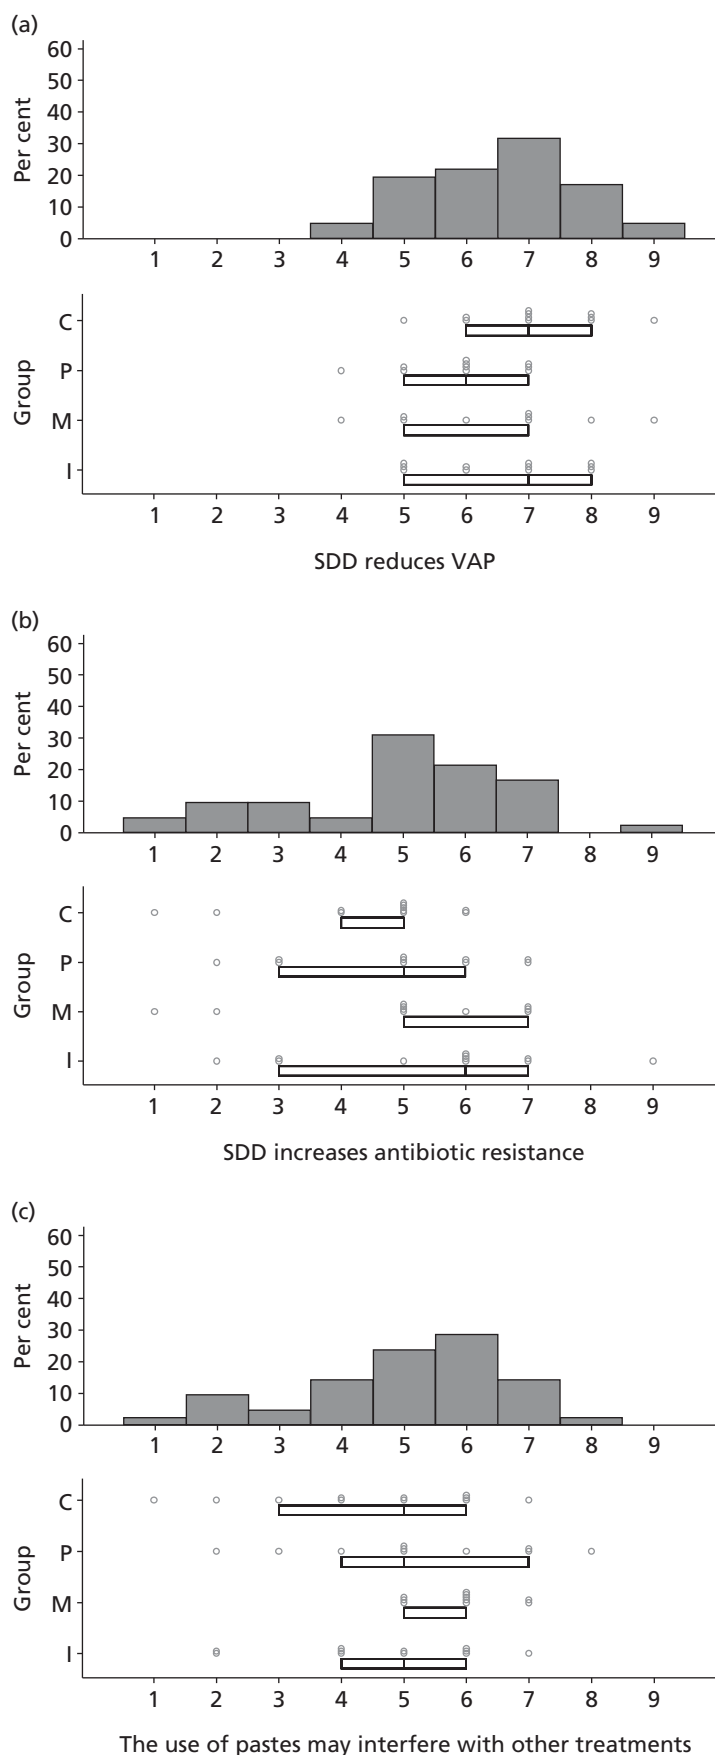 (a)
60
50
40
30
20
10
0
Per cent
1 2 3 4 5 6 7 8 9
C
P
M
I
Group
1 2 3 4 5 6 7 8 9
SDD reduces VAP
(b)
60
50
40
30
20
10
0
Per cent
1 2 3 4 5 6 7 8 9
C
P
M
I
Group
1 2 3 4 5 6 7 8 9
SDD increases antibiotic resistance
(c)
60
50
40
30
20
10
0
Per cent
1 2 3 4 5 6 7 8 9
C
P
M
I
Group
1 2 3 4 5 6 7 8 9
The use of pastes may interfere with other treatments